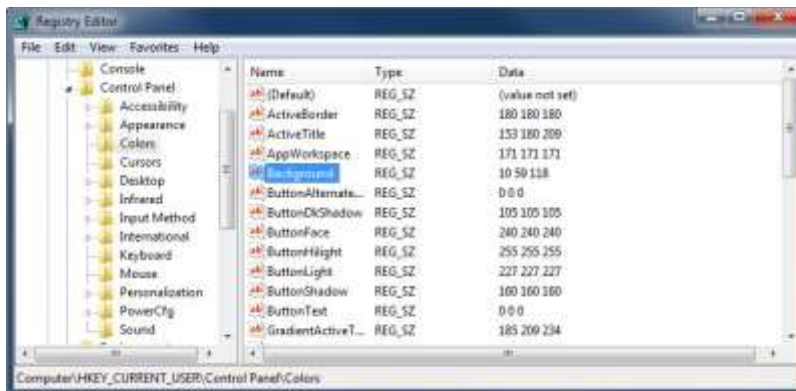 Registry Editor
File Edit View Favorites Help
Console
Control Panel
Accessibility
Appearance
Colors
Cursors
Desktop
Infrared
Input Method
International
Keyboard
Mouse
Personalization
PowerCfg
Sound
Name Type Data
(Default) REG_SZ (value not set)
ActiveBorder REG_SZ 180 180 180
ActiveTitle REG_SZ 153 180 209
AppWorkspace REG_SZ 171 171 171
Background REG_SZ 10 59 118
ButtonAlternate... REG_SZ 0 0 0
ButtonDkShadow REG_SZ 105 105 105
ButtonFace REG_SZ 240 240 240
ButtonHilight REG_SZ 255 255 255
ButtonLight REG_SZ 227 227 227
ButtonShadow REG_SZ 160 160 160
ButtonText REG_SZ 0 0 0
GradientActiveT... REG_SZ 185 209 234
Computer\HKEY_CURRENT_USER\Control Panel\Colors